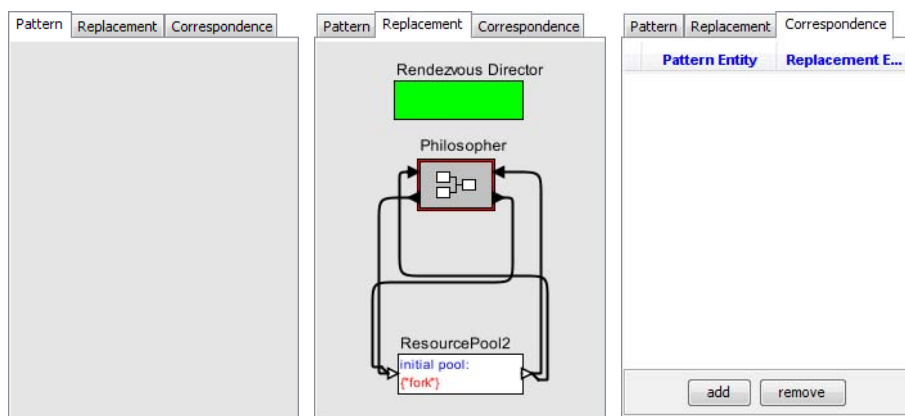 Pattern Replacement Correspondence
Pattern Replacement Correspondence
Rendezvous Director
Philosopher
ResourcePool2
initial pool:
{"fork"}
Pattern Replacement Correspondence
Pattern Entity Replacement E...
add remove